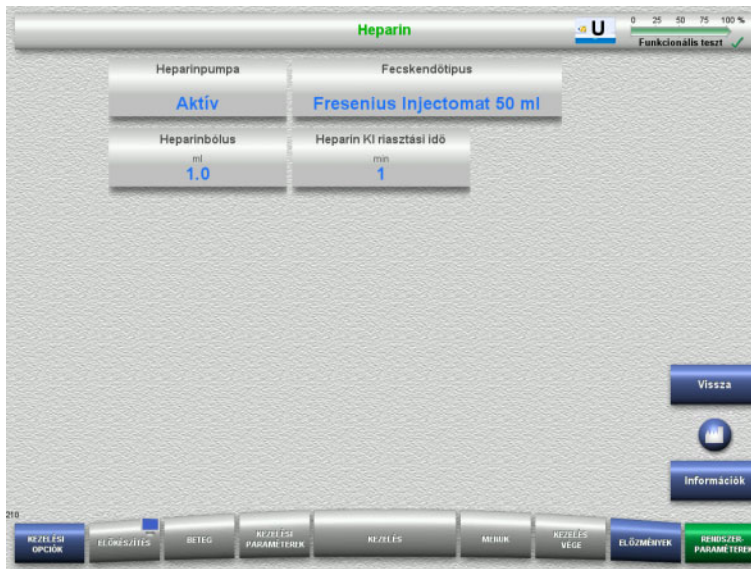 Heparin
U
0 25 50 75 100 %
Funkcionális teszt
Heparinpumpa
Aktív
Fecskendőtípus
Fresenius Injectomat 50 ml
Heparinbólus
ml
1.0
Heparin KI riasztási idő
min
1
Vissza
Információk
210
KEZELÉSI
OPCIÓK
ELŐKÉSZÍTÉS
BETEG
KEZELÉSI
PARAMÉTEREK
KEZELÉS
MENÜK
KEZELÉS
VÉGE
ELŐZMÉNYEK
RENDSZER-
PARAMÉTEREK